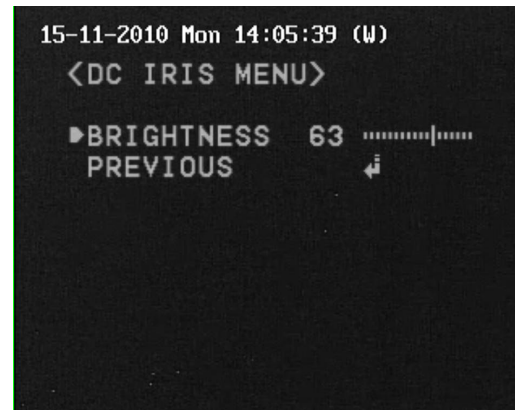 15-11-2010 Mon 14:05:39 (W)
<DC IRIS MENU>
BRIGHTNESS 63
PREVIOUS